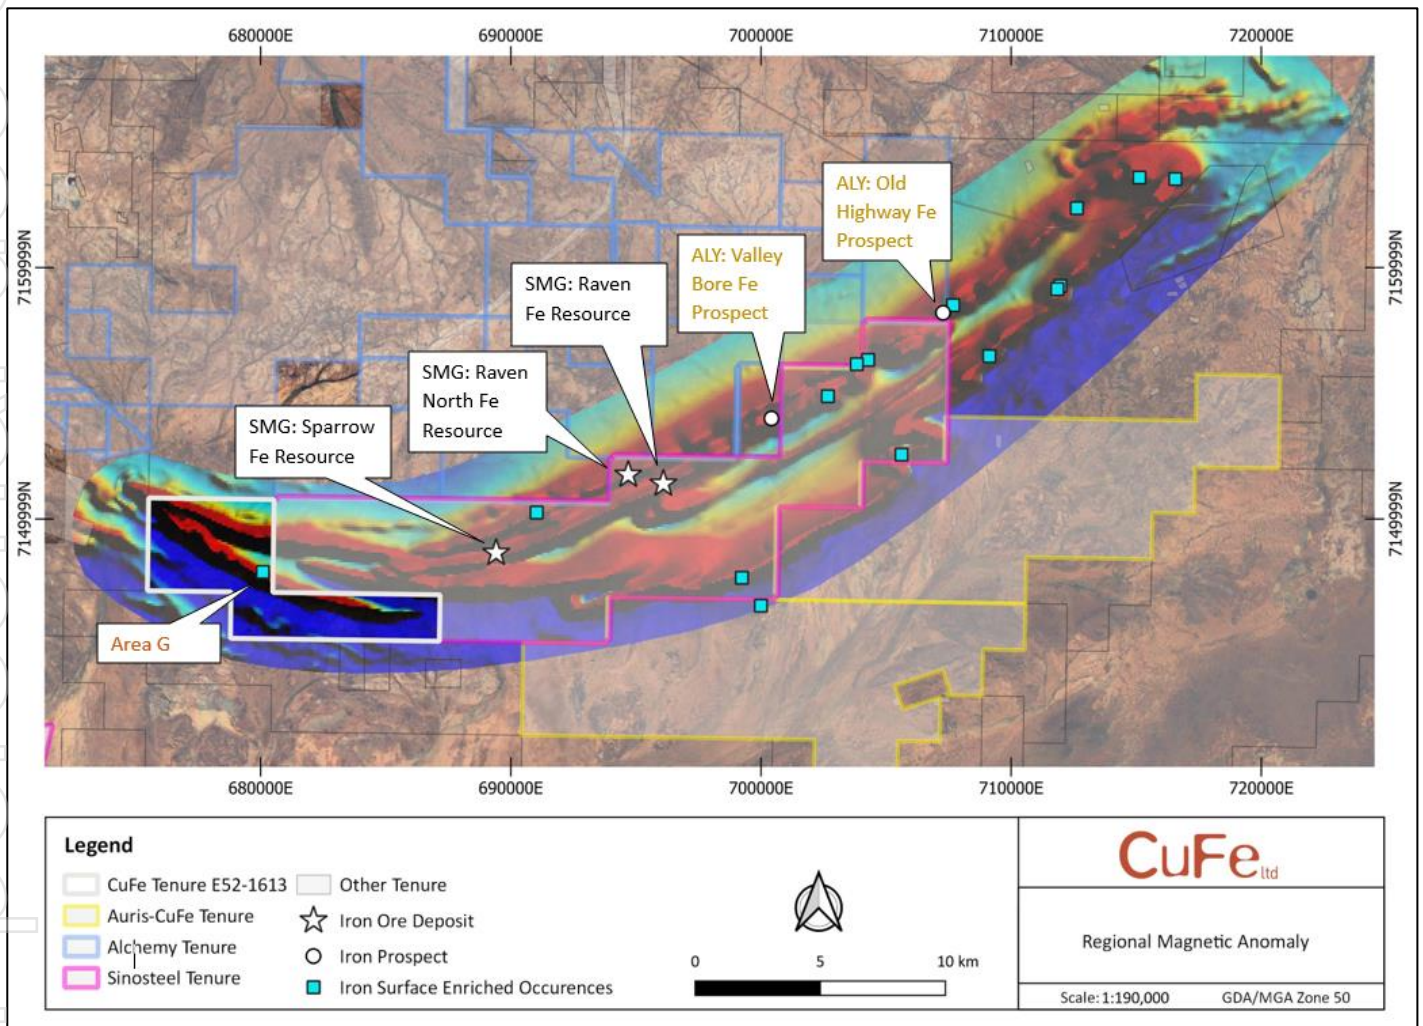 680000E
690000E
700000E
710000E
720000E
7159999N
7159999N
7149999N
7149999N
ALY: Old
Highway Fe
Prospect
ALY: Valley
Bore Fe
Prospect
SMG: Raven
Fe Resource
SMG: Raven
North Fe
Resource
SMG: Sparrow
Fe Resource
Area G
680000E
690000E
700000E
710000E
720000E
Legend
CuFe Tenure E52-1613
Auris-CuFe Tenure
Alchemy Tenure
Sinosteel Tenure
Other Tenure
Iron Ore Deposit
Iron Prospect
Iron Surface Enriched Occurences
0 5 10 km
CuFe ltd
Regional Magnetic Anomaly
Scale: 1:190,000 GDA/MGA Zone 50